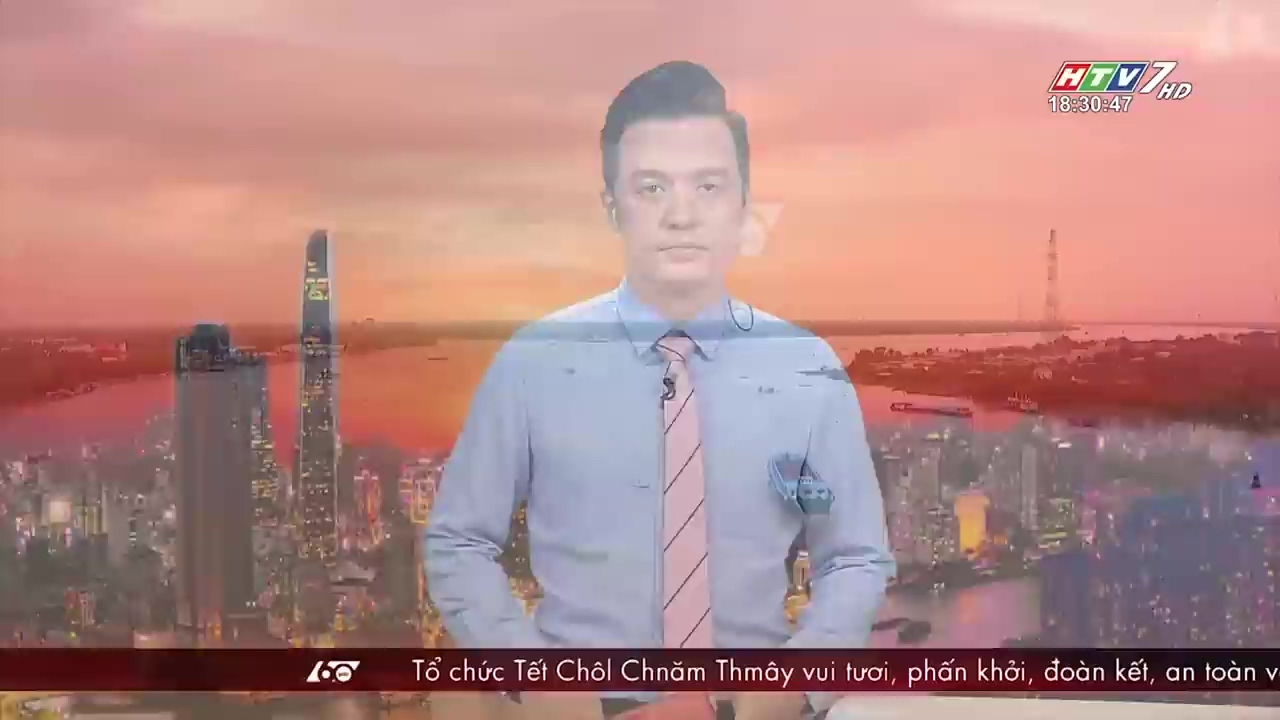 HTV7 HD
18:30:47
60 Tổ chức Tết Chôl Chnăm Thmây vui tươi, phấn khởi, đoàn kết, an toàn v